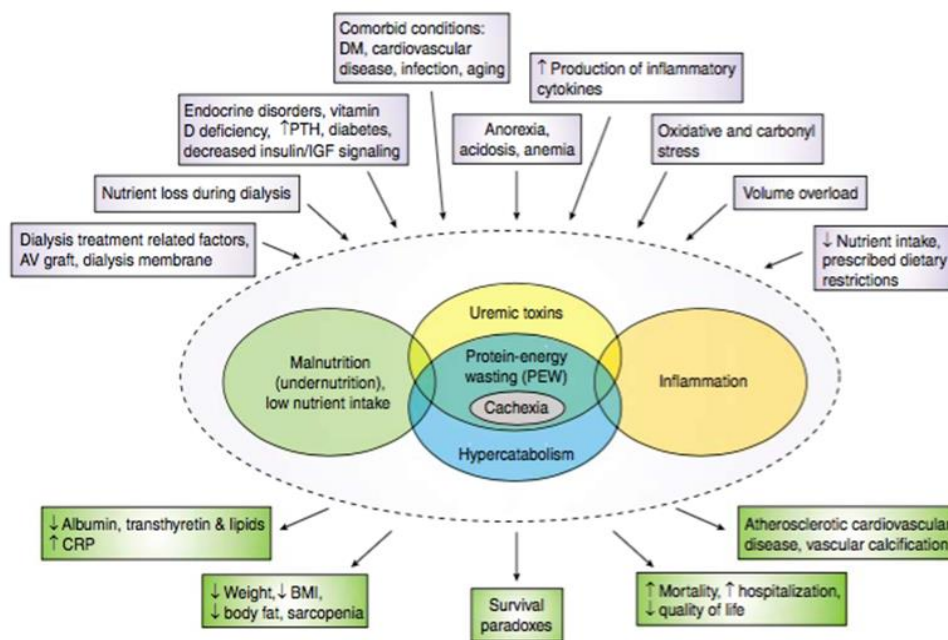 Comorbid conditions:
DM, cardiovascular
disease, infection, aging
↑ Production of inflammatory
cytokines
Endocrine disorders, vitamin
D deficiency, ↑PTH, diabetes,
decreased insulin/IGF signaling
Anorexia,
acidosis, anemia
Oxidative and carbonyl
stress
Nutrient loss during dialysis
Volume overload
Dialysis treatment related factors,
AV graft, dialysis membrane
↓ Nutrient intake,
prescribed dietary
restrictions
Uremic toxins
Malnutrition
(undernutrition),
low nutrient intake
Protein-energy
wasting (PEW)
Inflammation
Cachexia
Hypercatabolism
↓ Albumin, transthyretin & lipids
↑ CRP
Atherosclerotic cardiovascular
disease, vascular calcification
↓ Weight, ↓ BMI,
↓ body fat, sarcopenia
Survival
paradoxes
↑ Mortality, ↑ hospitalization,
↓ quality of life